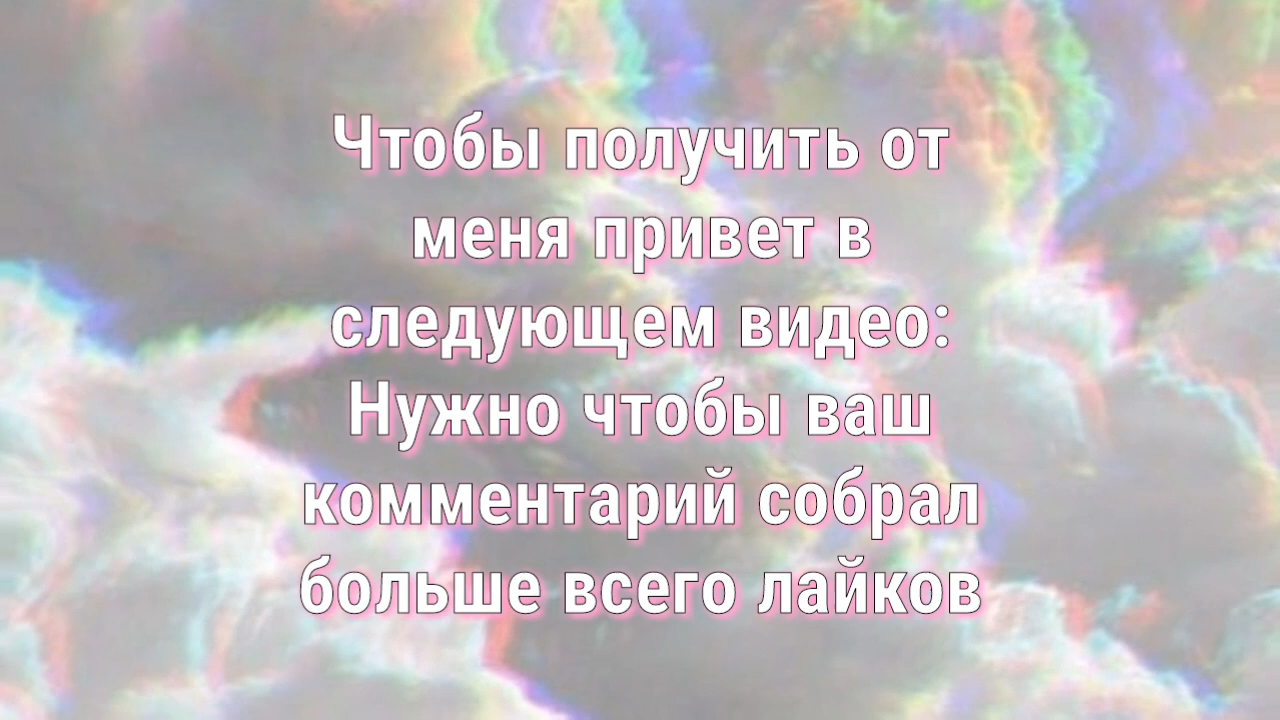 Чтобы получить от
меня привет в
следующем видео:
Нужно чтобы ваш
комментарий собрал
больше всего лайков